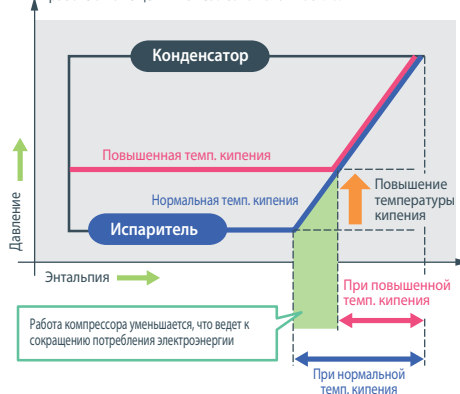 Конденсатор
Повышенная темп. кипения
Нормальная темп. кипения
Повышение
температуры
кипения
Испаритель
Давление
Энтальпия
При повышенной
темп. кипения
Работа компрессора уменьшается, что ведет к
сокращению потребления электроэнергии
При нормальной
темп. кипения